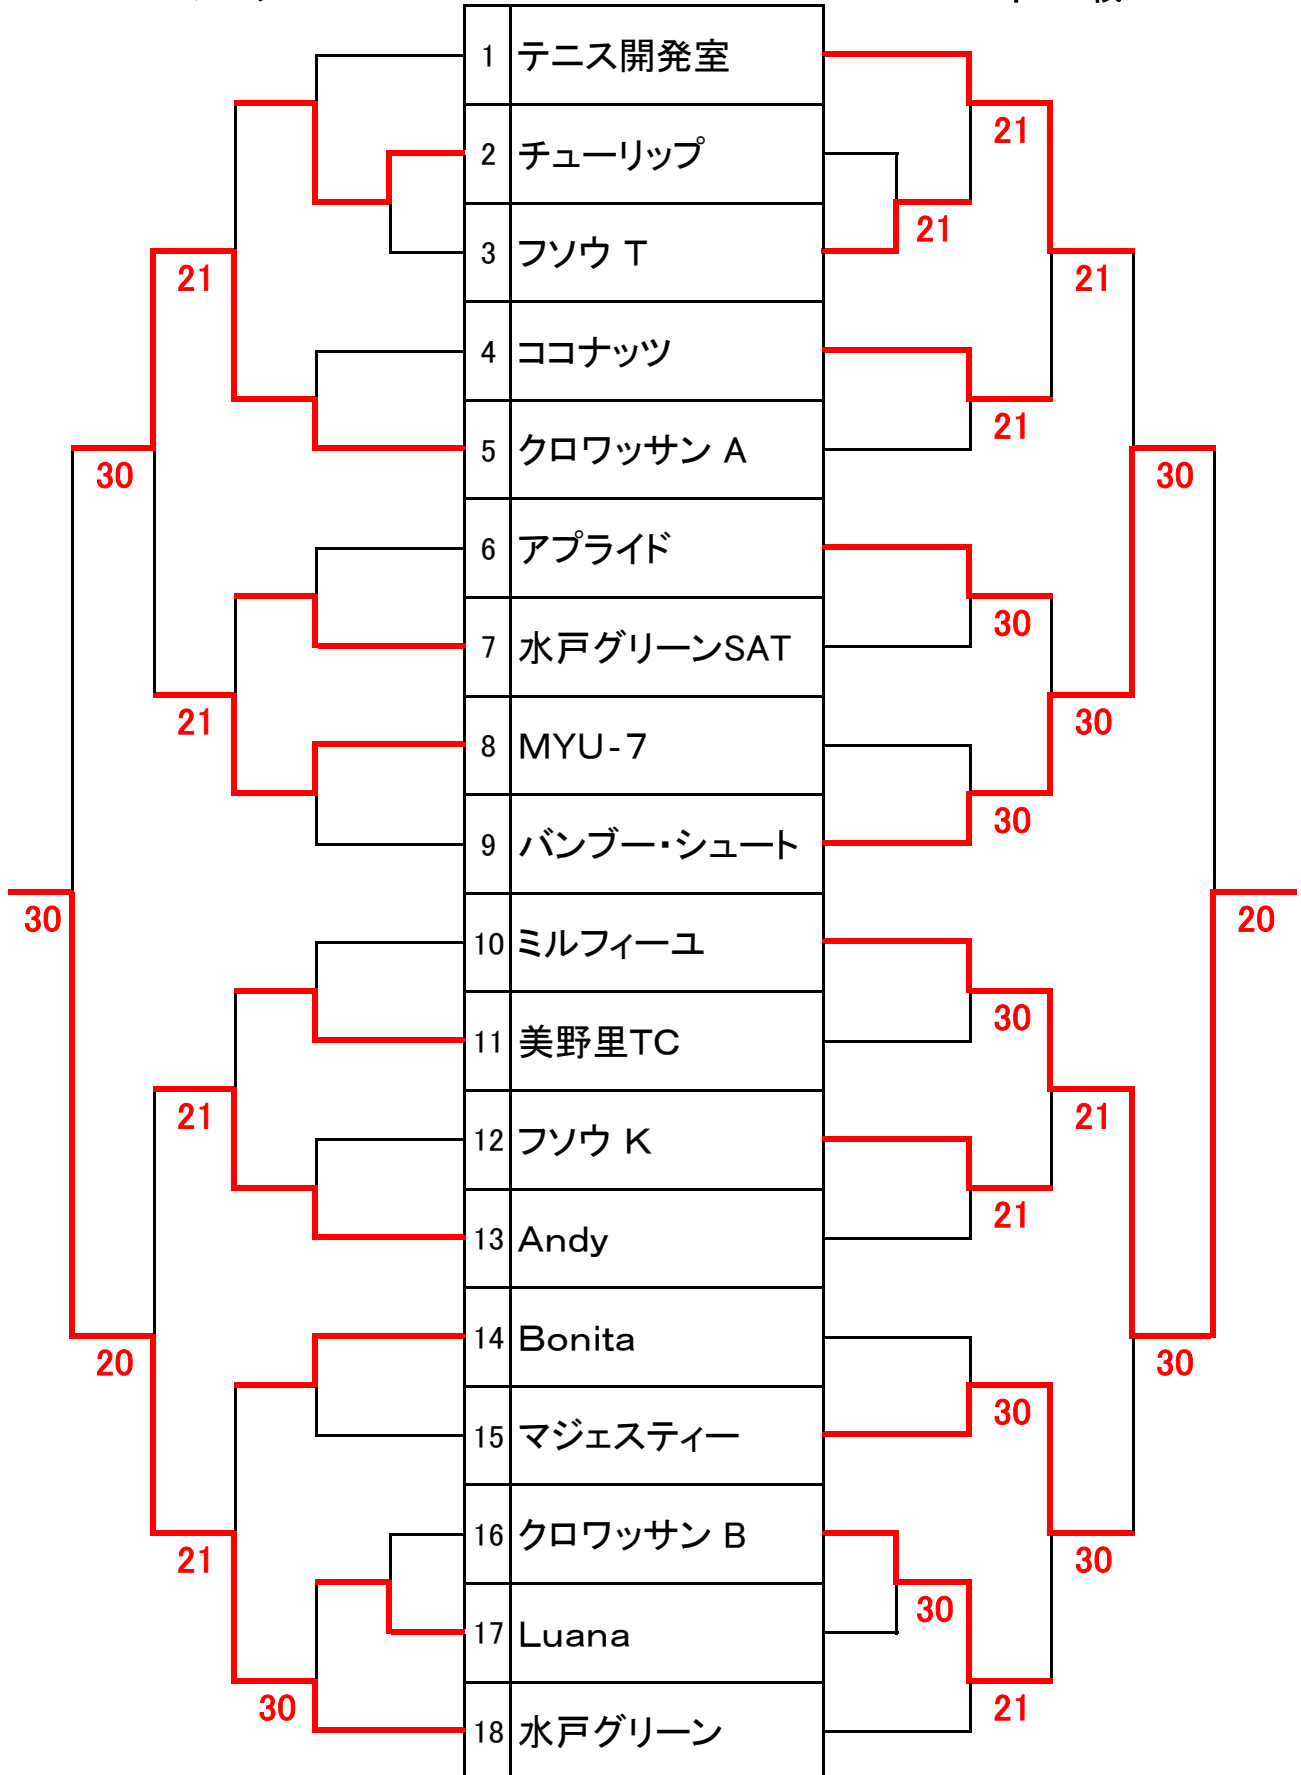 1 テニス開発室
21
2 チューリップ
21
3 フソウ T
21
21
4 ココナッツ
21
5 クロワッサン A
30
30
6 アプライド
30
7 水戸グリーンSAT
21
30
8 MYU-7
30
9 バンブー・シュート
30
20
10 ミルフィーユ
30
11 美野里TC
21
21
12 フソウ K
21
13 Andy
14 Bonita
20
30
30
15 マジェスティー
16 クロワッサン B
21
30
30
17 Luana
30
21
18 水戸グリーン